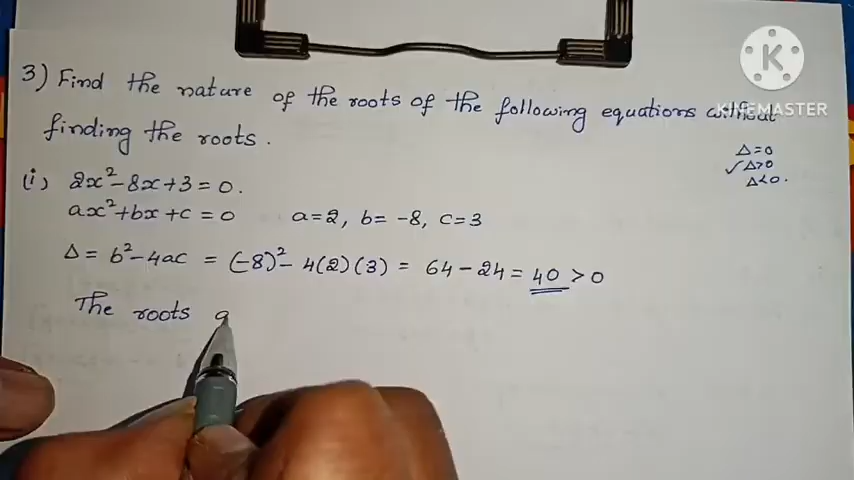 3) Find the nature of the roots of the following equations without
finding the roots.
(i) 2x² - 8x + 3 = 0.
ax² + bx + c = 0 a = 2, b = -8, c = 3
Δ = b² - 4ac = (-8)² - 4(2)(3) = 64 - 24 = 40 > 0
The roots a
Δ = 0
✓ Δ > 0
Δ < 0.
K
KINEMASTER